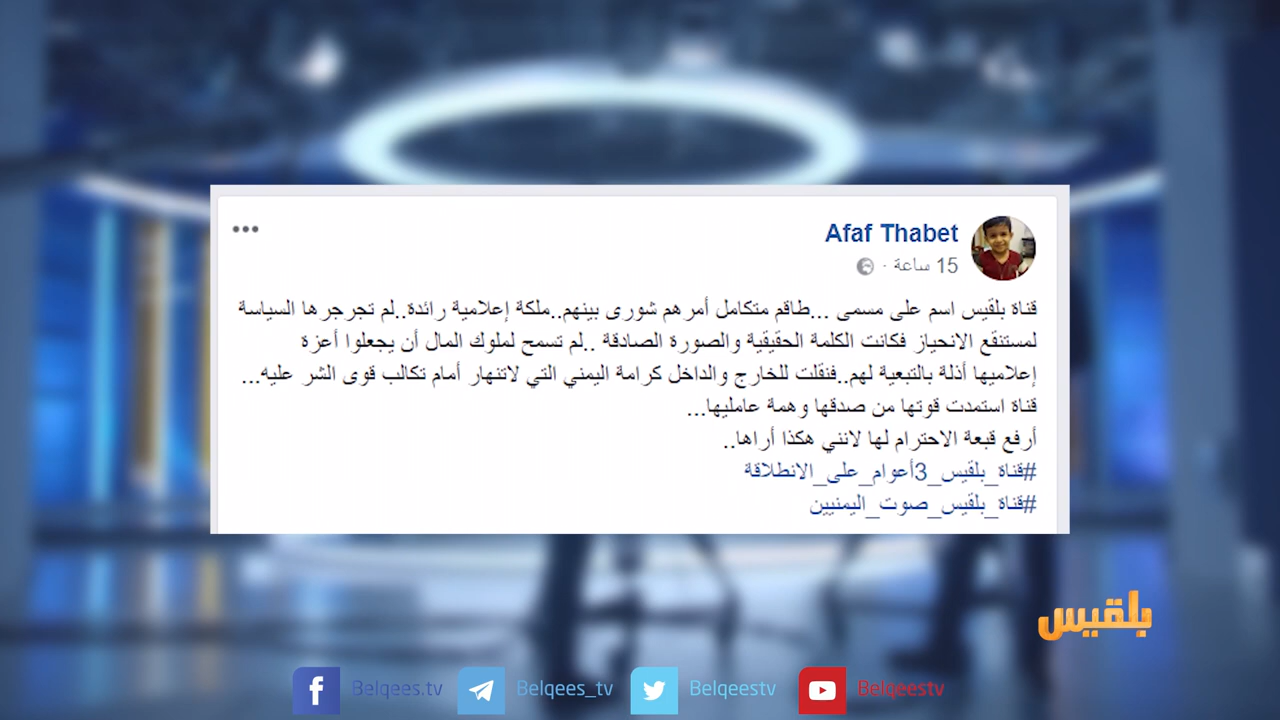 Afaf Thabet
15 ساعة ·
قناة بلقيس اسم على مسمى ...طاقم متكامل أمرهم شورى بينهم..ملكة إعلامية رائدة..لم تجرجرها السياسة
لمستنقع الانحياز فكانت الكلمة الحقيقية والصورة الصادقة ..لم تسمح لملوك المال أن يجعلوا أعزة
إعلاميها أذلة بالتبعية لهم..فنقلت للخارج والداخل كرامة اليمني التي لاتنهار أمام تكالب قوى الشر عليه...
قناة استمدت قوتها من صدقها وهمة عامليها...
أرفع قبعة الاحترام لها لانني هكذا أراها..
#قناة_بلقيس_3أعوام_على_الانطلاقة
#قناة_بلقيس_صوت_اليمنيين
بلقيس
Belqees.tv Belqees_tv Belqeestv Belqeestv